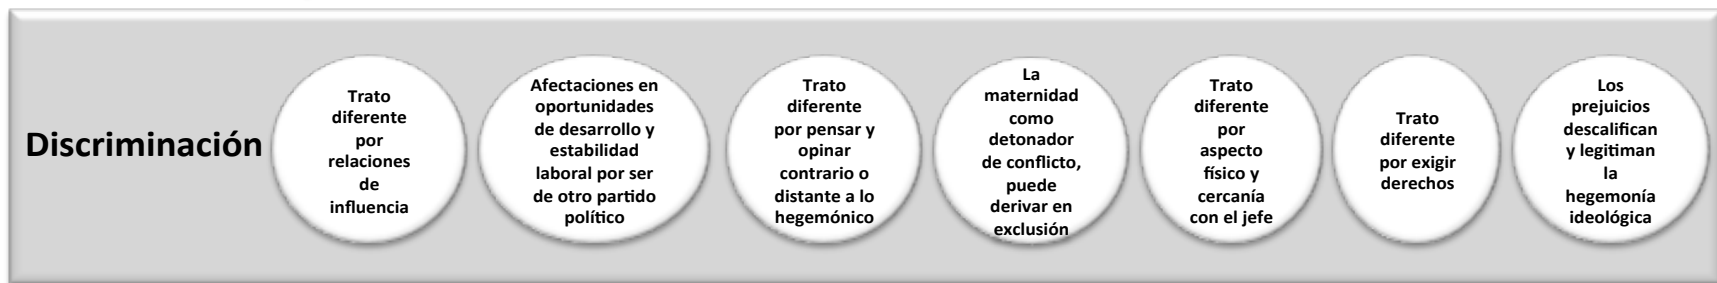 Discriminación
Trato
diferente
por
relaciones
de
influencia
Afectaciones en
oportunidades
de desarrollo y
estabilidad
laboral por ser
de otro partido
político
Trato
diferente
por pensar y
opinar
contrario o
distante a lo
hegemónico
La
maternidad
como
detonador
de conflicto,
puede
derivar en
exclusión
Trato
diferente
por
aspecto
físico y
cercanía
con el jefe
Trato
diferente
por exigir
derechos
Los
prejuicios
descalifican
y legitiman
la
hegemonía
ideológica